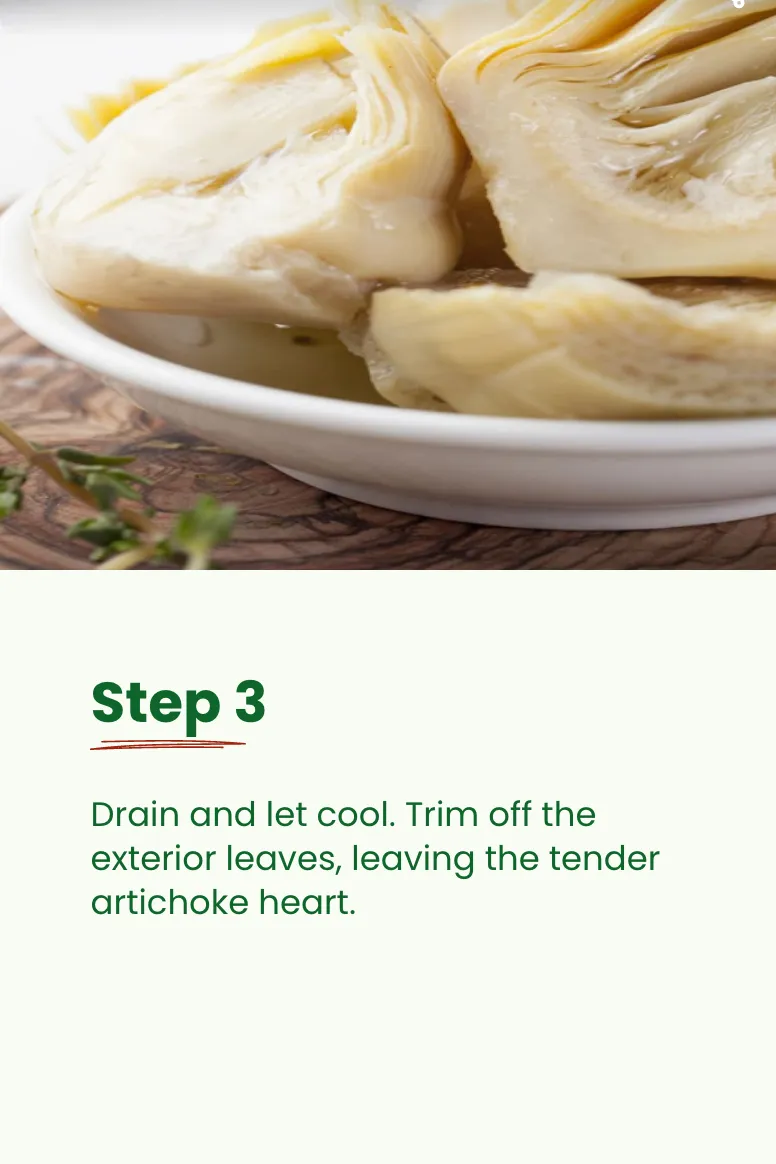 Step 3
Drain and let cool. Trim off the
exterior leaves, leaving the tender
artichoke heart.